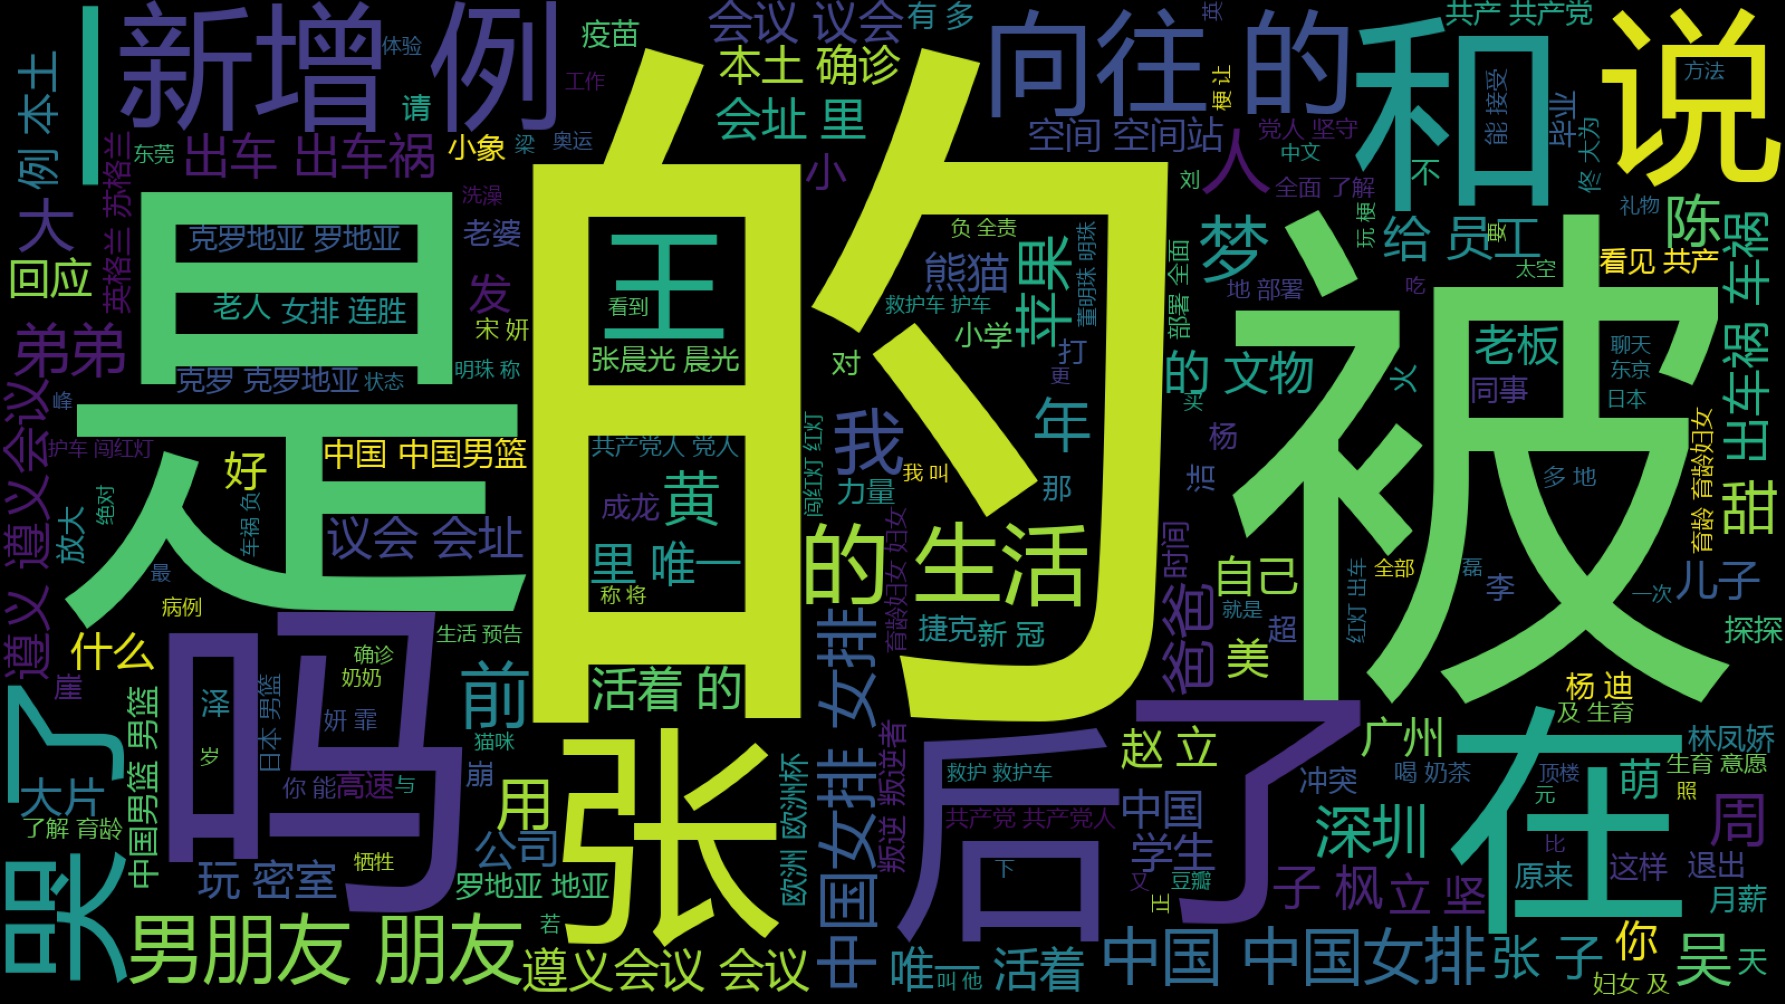 新增 例
会议 议会
有 多
向往 的
共产 共产党
说
和
的
是
被
疫苗
体验
工作
本土 确诊
会址 里
请
例 本土
东莞
出车 出车祸
小象
梁
奥运
小
空间 空间站
梗 让
人
党人 坚守
中文
能 接受
毕业
方法
不
佟 大为
刘
全面 了解
礼物
大
英格兰 苏格兰
洗澡
老婆
克罗地亚 罗地亚
王
负 全责
熊猫
苹果
董明珠 明珠
部署 全面
梦
玩 梗
给 员工
要
陈
看见 共产
太空
回应
老人
女排 连胜
发
宋 妍
看到
救护车 护车
小学
地 部署
吃
出车祸 车祸
弟弟
张晨光 晨光
对
打
更
的 文物
火
老板
聊天
东京
克罗 克罗地亚
状态
明珠 称
买
同事
日本
遵义 遵义会议
峰
护车 闯红灯
好
中国 中国男篮
共产党人 党人
我
年
杨
育龄 育龄妇女
放大
绝对
车祸 负
成龙
黄
闯红灯 红灯
我 叫
力量
那
洁
多 地
甜
议会 会址
里 唯一
的 生活
时间
自己
红灯 出车
全部
磊
李
一次
儿子
最
病例
称 将
育龄妇女 妇女
就是
超
探探
什么
生活 预告
捷克
新 冠
爸爸
美
崖
吗
确诊
奶奶
前
活着 的
杨 迪
及 生育
哭了
中国男篮 男篮
泽
岁
日本 男篮
妍 霏
猫咪
张
中国女排 女排
叛逆 叛逆者
后
赵 立
了
广州
在
林凤娇
大片
你 能
高速
与
崩
欧洲 欧洲杯
救护 救护车
冲突
喝 奶茶
顶楼
元
萌
生育 意愿
照
了解 育龄
用
共产党 共产党人
中国
深圳
周
玩 密室
牺牲
公司
罗地亚 地亚
下
学生
又
豆瓣
正
子 枫
立 坚
原来
比
这样
退出
月薪
男朋友 朋友
若
遵义会议 会议
唯一
叫 他
活着
中国 中国女排
张 子
你
妇女 及
吴
天